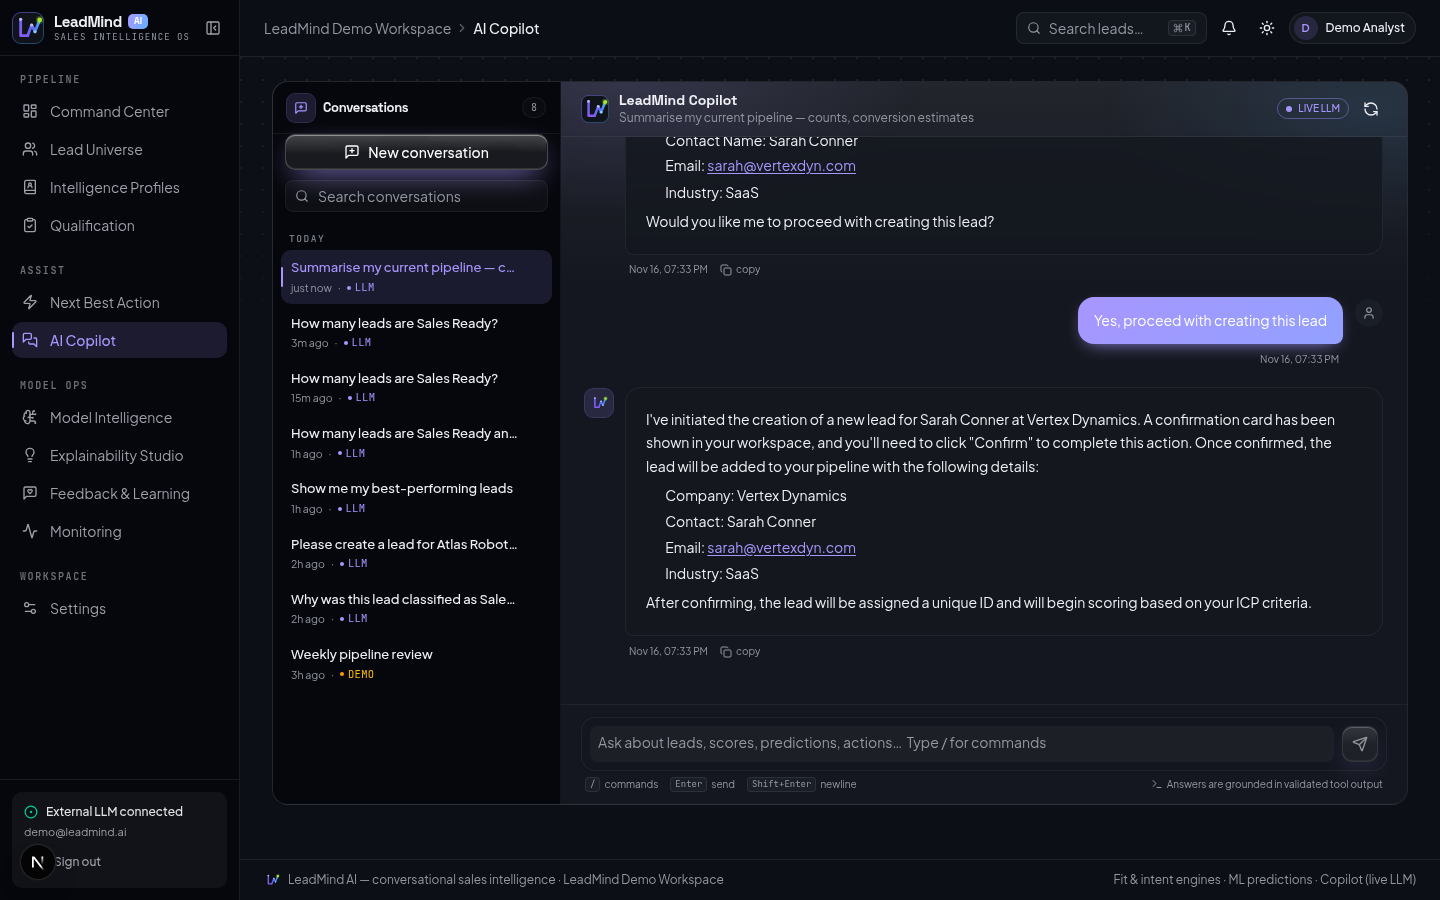 LeadMind AI
SALES INTELLIGENCE OS
PIPELINE
Command Center
Lead Universe
Intelligence Profiles
Qualification
ASSIST
Next Best Action
AI Copilot
MODEL OPS
Model Intelligence
Explainability Studio
Feedback & Learning
Monitoring
WORKSPACE
Settings
External LLM connected
demo@leadmind.ai
N
Sign out
LeadMind Demo Workspace > AI Copilot
Search leads…
⌘K
D
Demo Analyst
Conversations
8
New conversation
Search conversations
TODAY
Summarise my current pipeline — c…
just now · • LLM
How many leads are Sales Ready?
3m ago · • LLM
How many leads are Sales Ready?
15m ago · • LLM
How many leads are Sales Ready an…
1h ago · • LLM
Show me my best-performing leads
1h ago · • LLM
Please create a lead for Atlas Robot…
2h ago · • LLM
Why was this lead classified as Sale…
2h ago · • LLM
Weekly pipeline review
3h ago · • DEMO
LeadMind Copilot
Summarise my current pipeline — counts, conversion estimates
LIVE LLM
Contact Name: Sarah Conner
Email: sarah@vertexdyn.com
Industry: SaaS
Would you like me to proceed with creating this lead?
Nov 16, 07:33 PM copy
Yes, proceed with creating this lead
Nov 16, 07:33 PM
I've initiated the creation of a new lead for Sarah Conner at Vertex Dynamics. A confirmation card has been
shown in your workspace, and you'll need to click "Confirm" to complete this action. Once confirmed, the
lead will be added to your pipeline with the following details:
Company: Vertex Dynamics
Contact: Sarah Conner
Email: sarah@vertexdyn.com
Industry: SaaS
After confirming, the lead will be assigned a unique ID and will begin scoring based on your ICP criteria.
Nov 16, 07:33 PM copy
Ask about leads, scores, predictions, actions… Type / for commands
/ commands Enter send Shift+Enter newline
Answers are grounded in validated tool output
LeadMind AI — conversational sales intelligence · LeadMind Demo Workspace
Fit & intent engines · ML predictions · Copilot (live LLM)